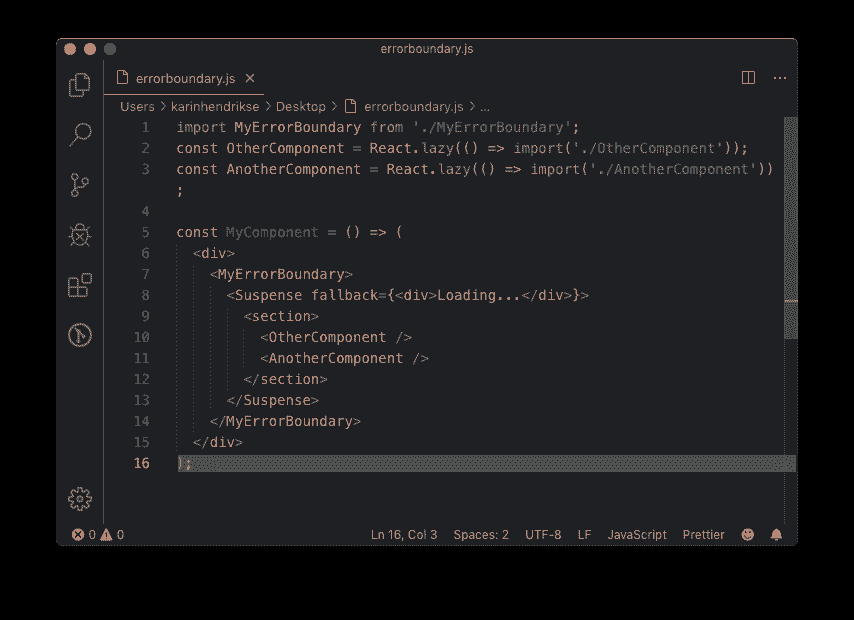 errorboundary.js
errorboundary.js
Users > karinhendrikse > Desktop > errorboundary.js > ...
1 import MyErrorBoundary from './MyErrorBoundary';
2 const OtherComponent = React.lazy(() => import('./OtherComponent'));
3 const AnotherComponent = React.lazy(() => import('./AnotherComponent'))
;
4
5 const MyComponent = () => (
6 <div>
7 <MyErrorBoundary>
8 <Suspense fallback={<div>Loading...</div>}>
9 <section>
10 <OtherComponent />
11 <AnotherComponent />
12 </section>
13 </Suspense>
14 </MyErrorBoundary>
15 </div>
16 );
0 0 Ln 16, Col 3 Spaces: 2 UTF-8 LF JavaScript Prettier